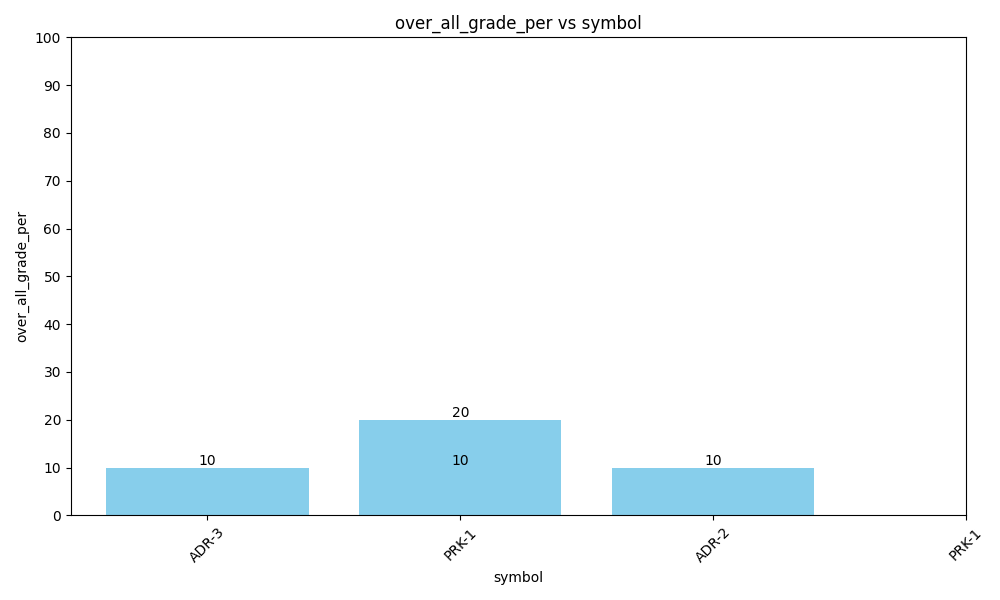 over_all_grade_per vs symbol
over_all_grade_per
100
90
80
70
60
50
40
30
20
10
0
20
10
10
10
ADR-3
PRK-1
ADR-2
PRK-1
symbol